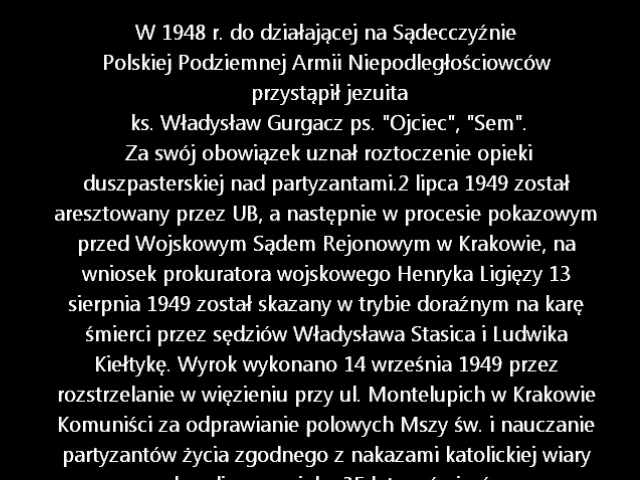 W 1948 r. do działającej na Sądecczyźnie
Polskiej Podziemnej Armii Niepodległościowców
przystąpił jezuita
ks. Władysław Gurgacz ps. "Ojciec", "Sem".
Za swój obowiązek uznał roztoczenie opieki
duszpasterskiej nad partyzantami.2 lipca 1949 został
aresztowany przez UB, a następnie w procesie pokazowym
przed Wojskowym Sądem Rejonowym w Krakowie, na
wniosek prokuratora wojskowego Henryka Ligięzy 13
sierpnia 1949 został skazany w trybie doraźnym na karę
śmierci przez sędziów Władysława Stasica i Ludwika
Kiełtykę. Wyrok wykonano 14 września 1949 przez
rozstrzelanie w więzieniu przy ul. Montelupich w Krakowie
Komuniści za odprawianie polowych Mszy św. i nauczanie
partyzantów życia zgodnego z nakazami katolickiej wiary